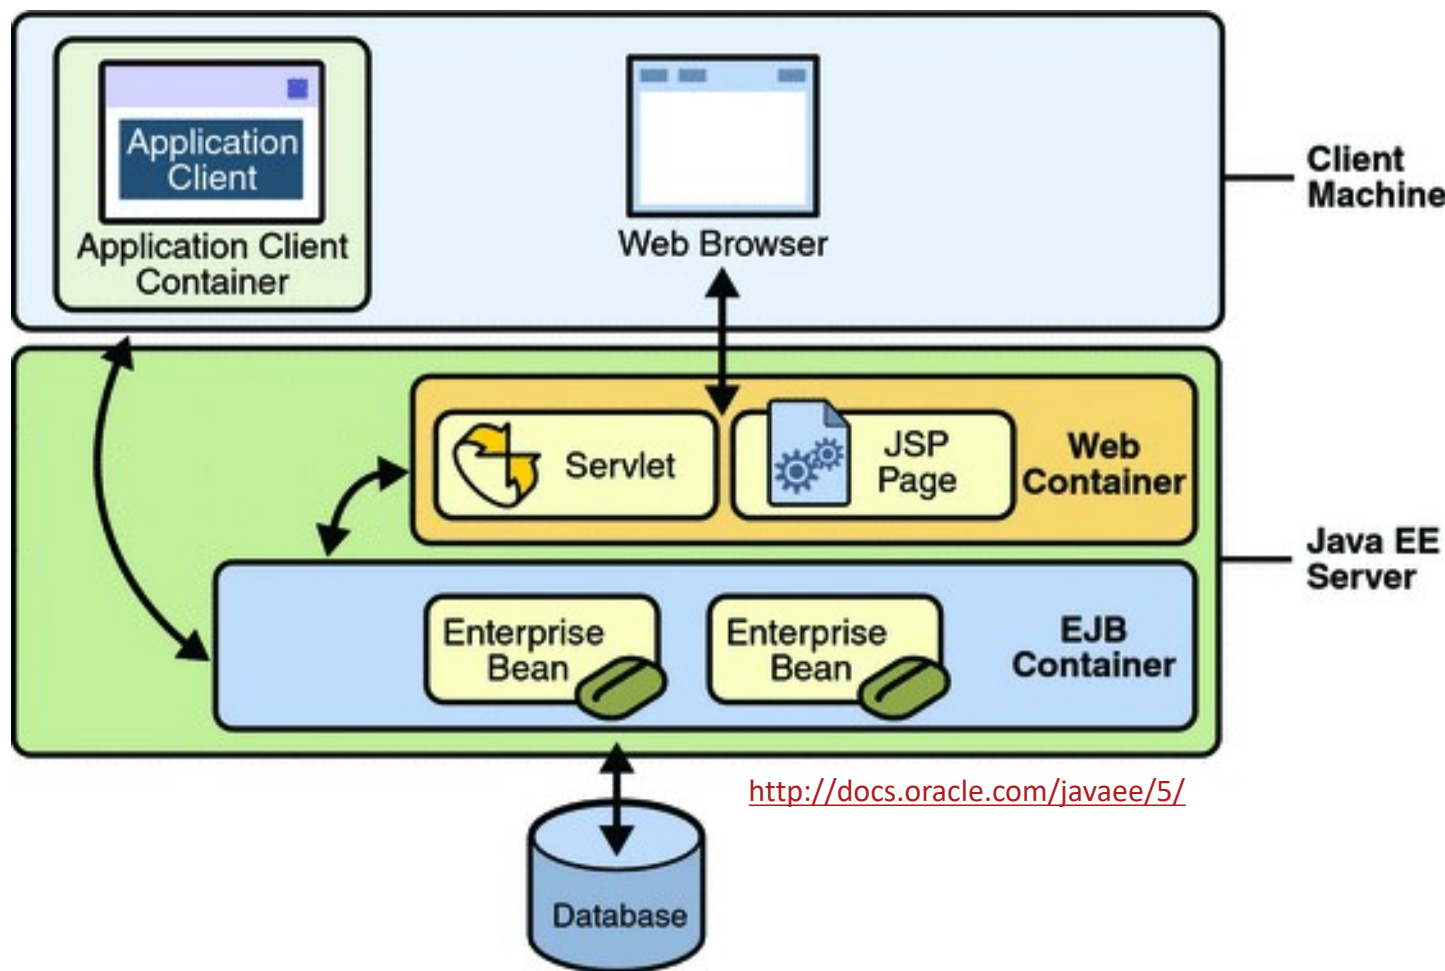 Application
Client
Application Client
Container
Web Browser
Client
Machine
Servlet
JSP
Page
Web
Container
Java EE
Server
Enterprise
Bean
Enterprise
Bean
EJB
Container
http://docs.oracle.com/javaee/5/
Database